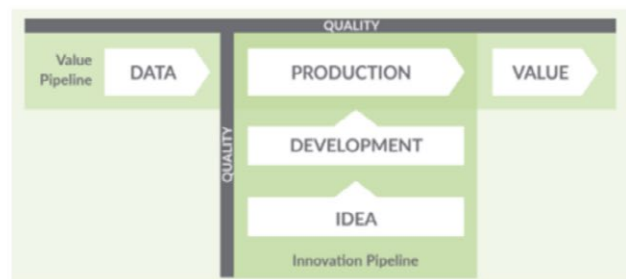 QUALITY
Value
Pipeline
DATA
PRODUCTION
VALUE
QUALITY
DEVELOPMENT
IDEA
Innovation Pipeline